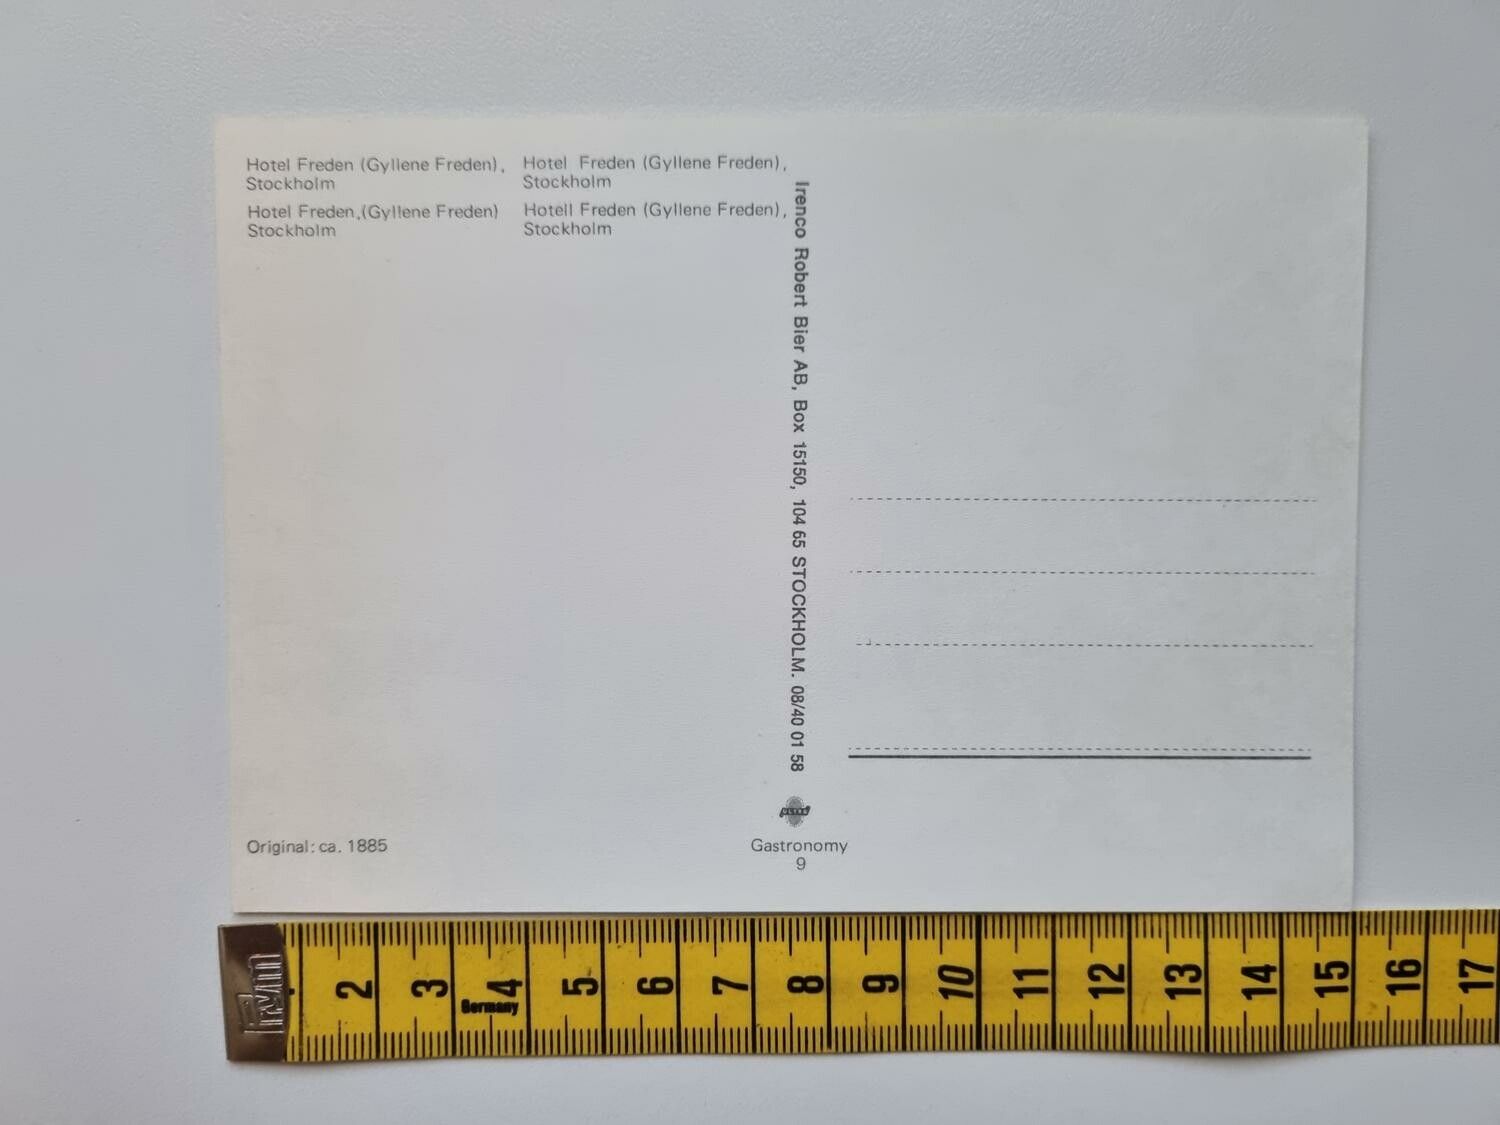 Hotel Freden (Gyllene Freden),
Stockholm
Hotel Freden (Gyllene Freden),
Stockholm
Hotel Freden,(Gyllene Freden)
Stockholm
Hotell Freden (Gyllene Freden),
Stockholm
Irenco Robert Bier AB, Box 15150, 104 65 STOCKHOLM. 08/40 01 58
Original: ca. 1885
Gastronomy
9
2 3 4 5 6 7 8 9 10 11 12 13 14 15 16 17
Germany